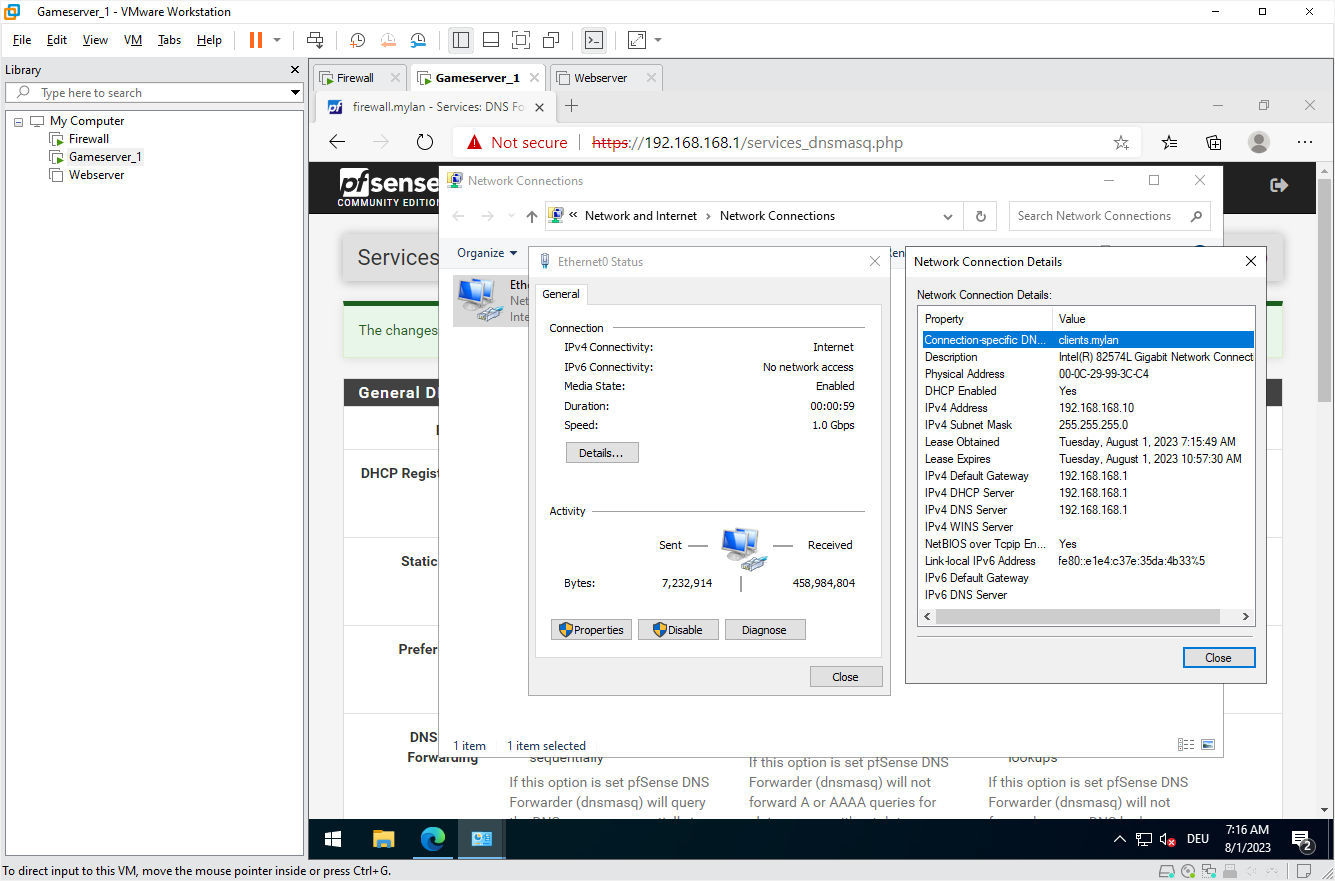 Gameserver_1 - VMware Workstation
File Edit View VM Tabs Help
Library
Type here to search
My Computer
Firewall
Gameserver_1
Webserver
Firewall Gameserver_1 Webserver
pf firewall.mylan - Services: DNS Fo
Not secure https://192.168.168.1/services_dnsmasq.php
pfsense
COMMUNITY EDITION
Services
The changes
General D
DHCP Regist
Static
Prefer
DNS
Forwarding
sequentially
If this option is set pfSense DNS
Forwarder (dnsmasq) will query
If this option is set pfSense DNS
Forwarder (dnsmasq) will not
forward A or AAAA queries for
lookups
If this option is set pfSense DNS
Forwarder (dnsmasq) will not
Network Connections
« Network and Internet › Network Connections
Search Network Connections
Organize
Ethe
Net
Inte
1 item 1 item selected
Ethernet0 Status
General
Connection
IPv4 Connectivity: Internet
IPv6 Connectivity: No network access
Media State: Enabled
Duration: 00:00:59
Speed: 1.0 Gbps
Details...
Activity
Sent Received
Bytes: 7,232,914 458,984,804
Properties Disable Diagnose
Close
Network Connection Details
Network Connection Details:
Property Value
Connection-specific DN... clients.mylan
Description Intel(R) 82574L Gigabit Network Connect
Physical Address 00-0C-29-99-3C-C4
DHCP Enabled Yes
IPv4 Address 192.168.168.10
IPv4 Subnet Mask 255.255.255.0
Lease Obtained Tuesday, August 1, 2023 7:15:49 AM
Lease Expires Tuesday, August 1, 2023 10:57:30 AM
IPv4 Default Gateway 192.168.168.1
IPv4 DHCP Server 192.168.168.1
IPv4 DNS Server 192.168.168.1
IPv4 WINS Server
NetBIOS over Tcpip En... Yes
Link-local IPv6 Address fe80::e1e4:c37e:35da:4b33%5
IPv6 Default Gateway
IPv6 DNS Server
Close
DEU
7:16 AM
8/1/2023
2
To direct input to this VM, move the mouse pointer inside or press Ctrl+G.